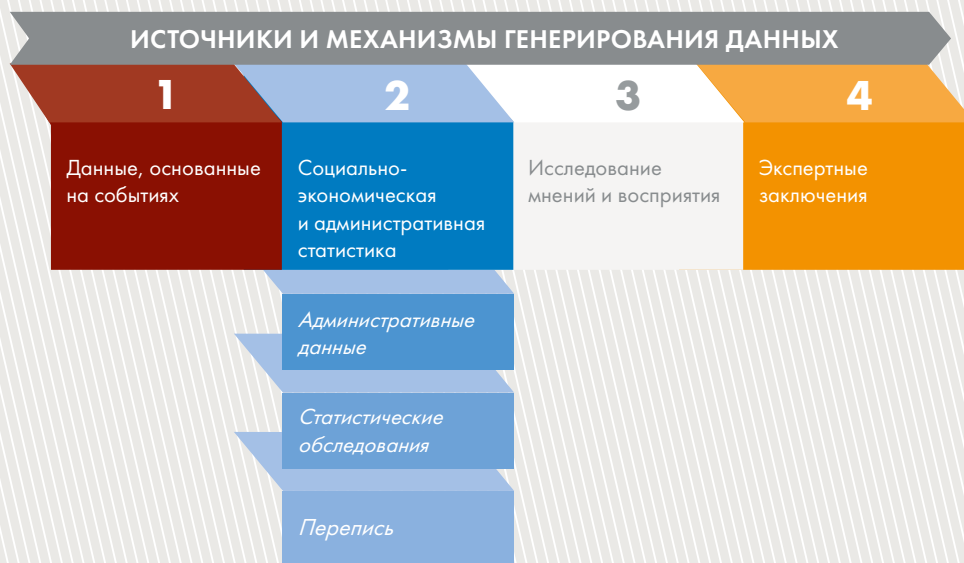 ИСТОЧНИКИ И МЕХАНИЗМЫ ГЕНЕРИРОВАНИЯ ДАННЫХ
1
Данные, основанные
на событиях
2
Социально-
экономическая
и административная
статистика
Административные
данные
Статистические
обследования
Перепись
3
Исследование
мнений и восприятия
4
Экспертные
заключения